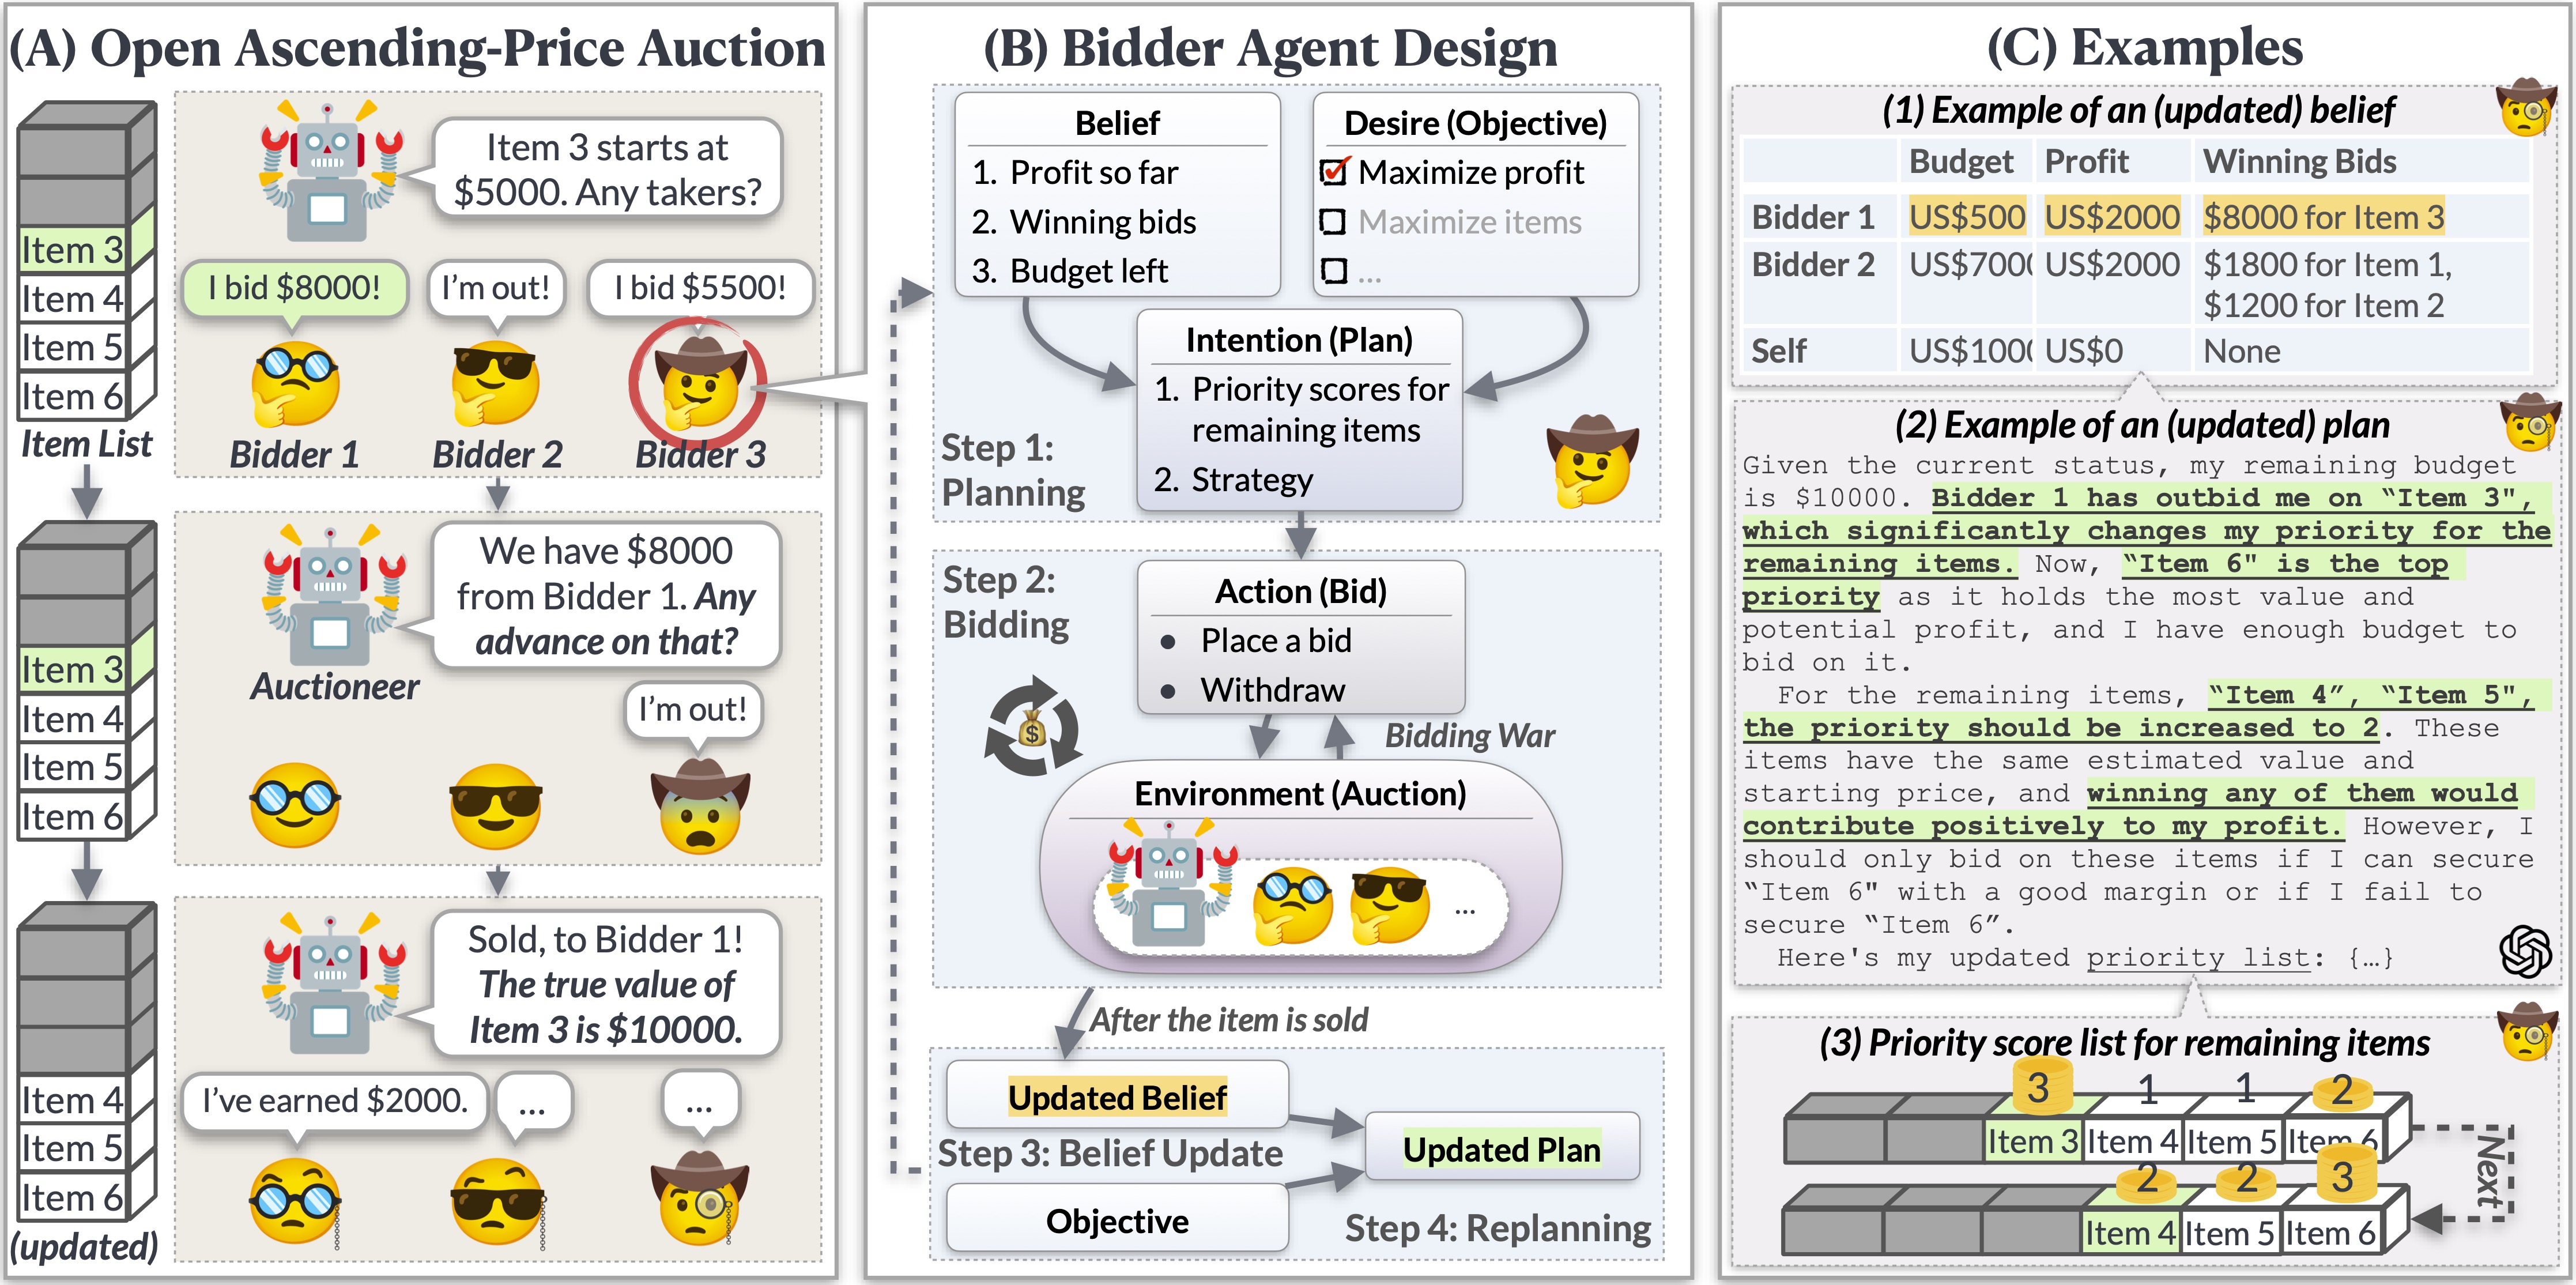 (A) Open Ascending-Price Auction
Item 3
Item 4
Item 5
Item 6
Item List
Item 3 starts at
$5000. Any takers?
I bid $8000!
I'm out!
I bid $5500!
Bidder 1
Bidder 2
Bidder 3
Item 3
Item 4
Item 5
Item 6
We have $8000
from Bidder 1. Any
advance on that?
Auctioneer
I'm out!
Item 4
Item 5
Item 6
(updated)
Sold, to Bidder 1!
The true value of
Item 3 is $10000.
I've earned $2000.
...
...
(B) Bidder Agent Design
Belief
1. Profit so far
2. Winning bids
3. Budget left
Desire (Objective)
Maximize profit
Maximize items
...
Intention (Plan)
1. Priority scores for
remaining items
2. Strategy
Step 1:
Planning
Step 2:
Bidding
Action (Bid)
• Place a bid
• Withdraw
Bidding War
$
Environment (Auction)
...
After the item is sold
Updated Belief
Step 3: Belief Update
Objective
Updated Plan
Step 4: Replanning
(C) Examples
(1) Example of an (updated) belief
Budget Profit Winning Bids
Bidder 1 US$500 US$2000 $8000 for Item 3
Bidder 2 US$700 US$2000 $1800 for Item 1,
$1200 for Item 2
Self US$100 US$0 None
(2) Example of an (updated) plan
Given the current status, my remaining budget
is $10000. Bidder 1 has outbid me on “Item 3",
which significantly changes my priority for the
remaining items. Now, “Item 6" is the top
priority as it holds the most value and
potential profit, and I have enough budget to
bid on it.
For the remaining items, “Item 4”, “Item 5",
the priority should be increased to 2. These
items have the same estimated value and
starting price, and winning any of them would
contribute positively to my profit. However, I
should only bid on these items if I can secure
“Item 6" with a good margin or if I fail to
secure “Item 6”.
Here's my updated priority list: {…}
(3) Priority score list for remaining items
3 1 1 2
Item 3 Item 4 Item 5 Item 6
Next
2 2 3
Item 4 Item 5 Item 6